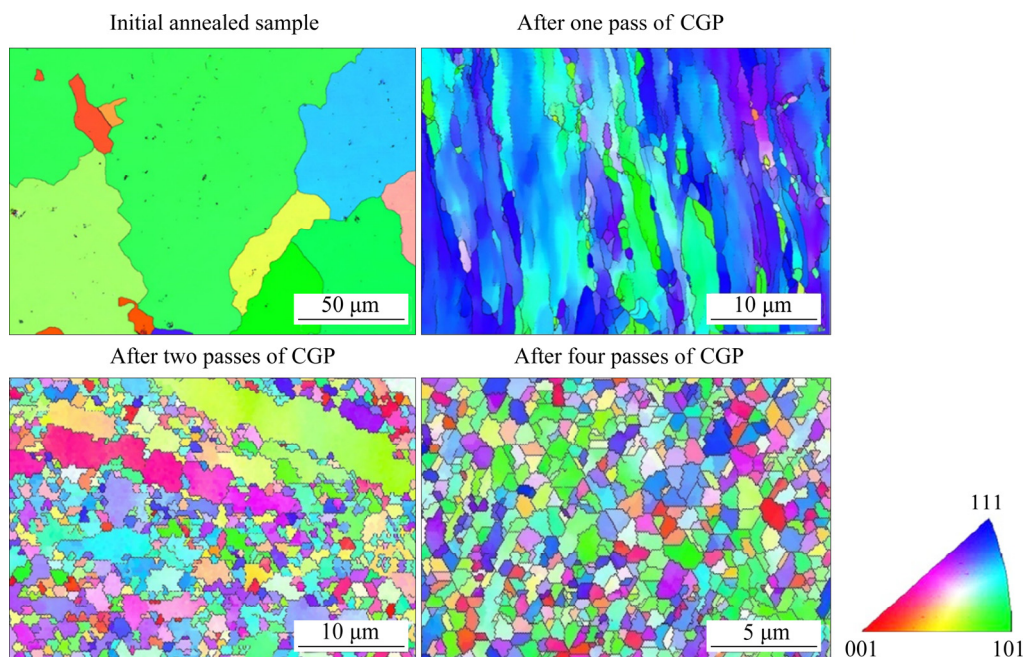 Initial annealed sample
After one pass of CGP
50 μm
10 μm
After two passes of CGP
After four passes of CGP
10 μm
5 μm
111
001
101